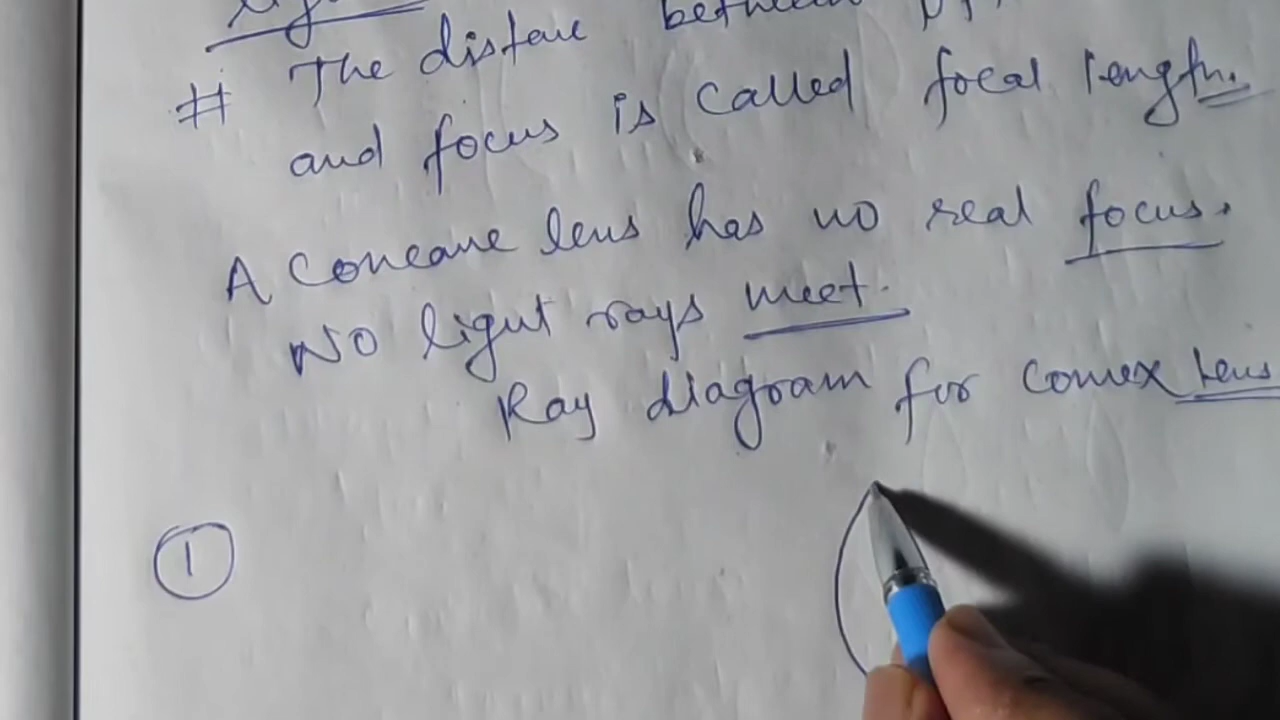 # The distance between
and focus is called focal length.
A Concave lens has no real focus.
No light rays meet.
Ray diagram for convex lens
1